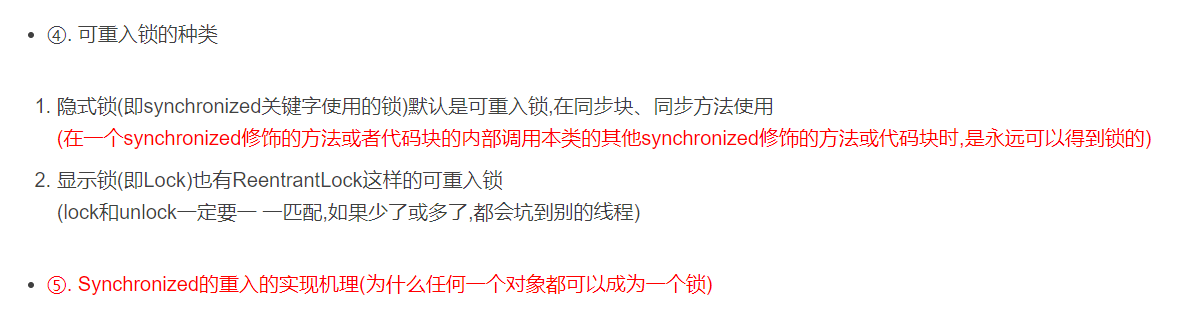 ④. 可重入锁的种类
1. 隐式锁(即synchronized关键字使用的锁)默认是可重入锁,在同步块、同步方法使用
(在一个synchronized修饰的方法或者代码块的内部调用本类的其他synchronized修饰的方法或代码块时,是永远可以得到锁的)
2. 显示锁(即Lock)也有ReentrantLock这样的可重入锁
(lock和unlock一定要一 一匹配,如果少了或多了,都会坑到别的线程)
⑤. Synchronized的重入的实现机理(为什么任何一个对象都可以成为一个锁)